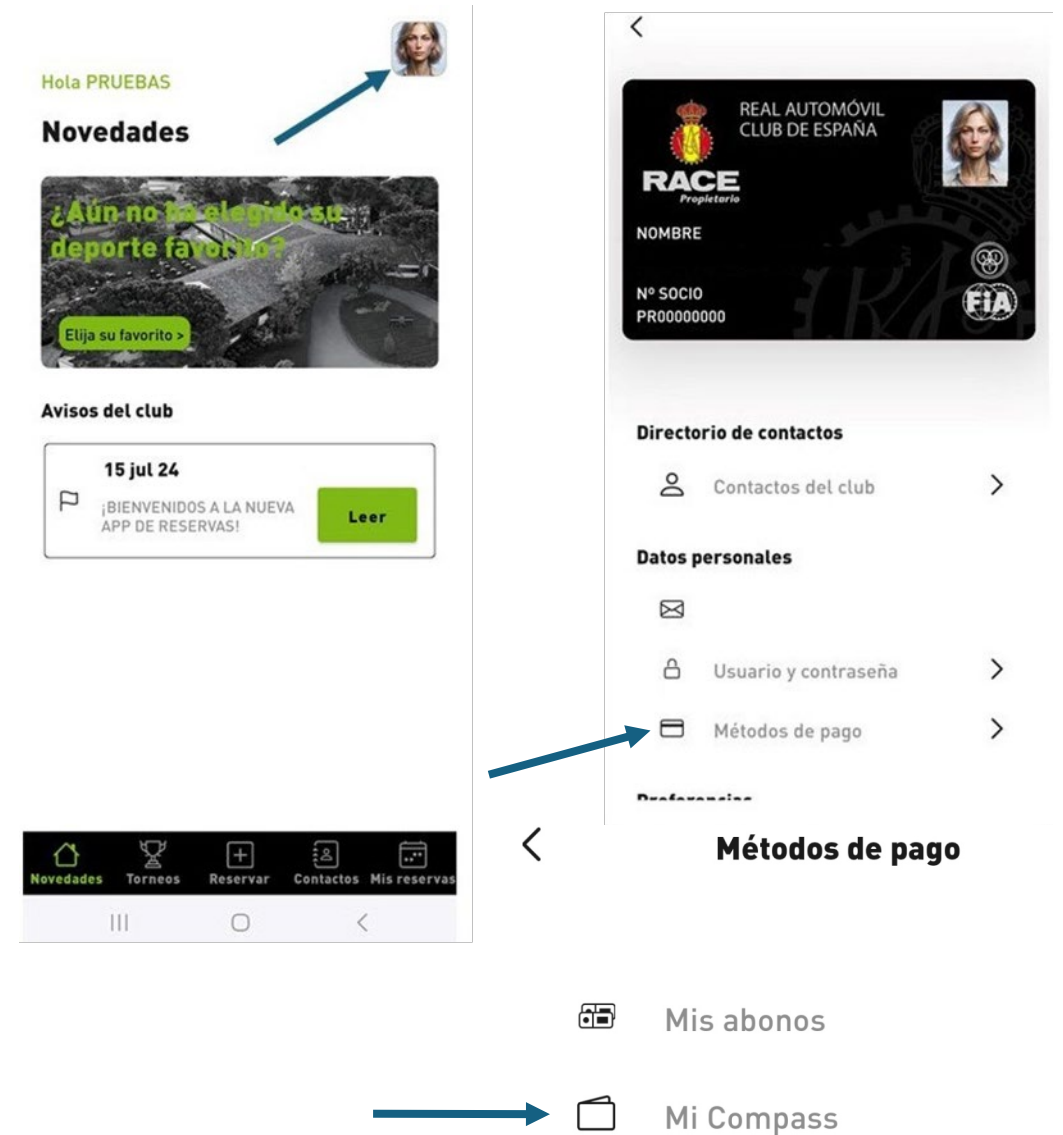 Hola PRUEBAS
Novedades
¿Aún no ha elegido su
deporte favorito?
Elija su favorito >
Avisos del club
15 jul 24
¡BIENVENIDOS A LA NUEVA
APP DE RESERVAS!
Leer
Novedades Torneos Reservar Contactos Mis reservas
REAL AUTOMÓVIL
CLUB DE ESPAÑA
RACE
Propietario
NOMBRE
Nº SOCIO
PR00000000
FiA
Directorio de contactos
Contactos del club
Datos personales
Usuario y contraseña
Métodos de pago
Preferencias
Métodos de pago
Mis abonos
Mi Compass